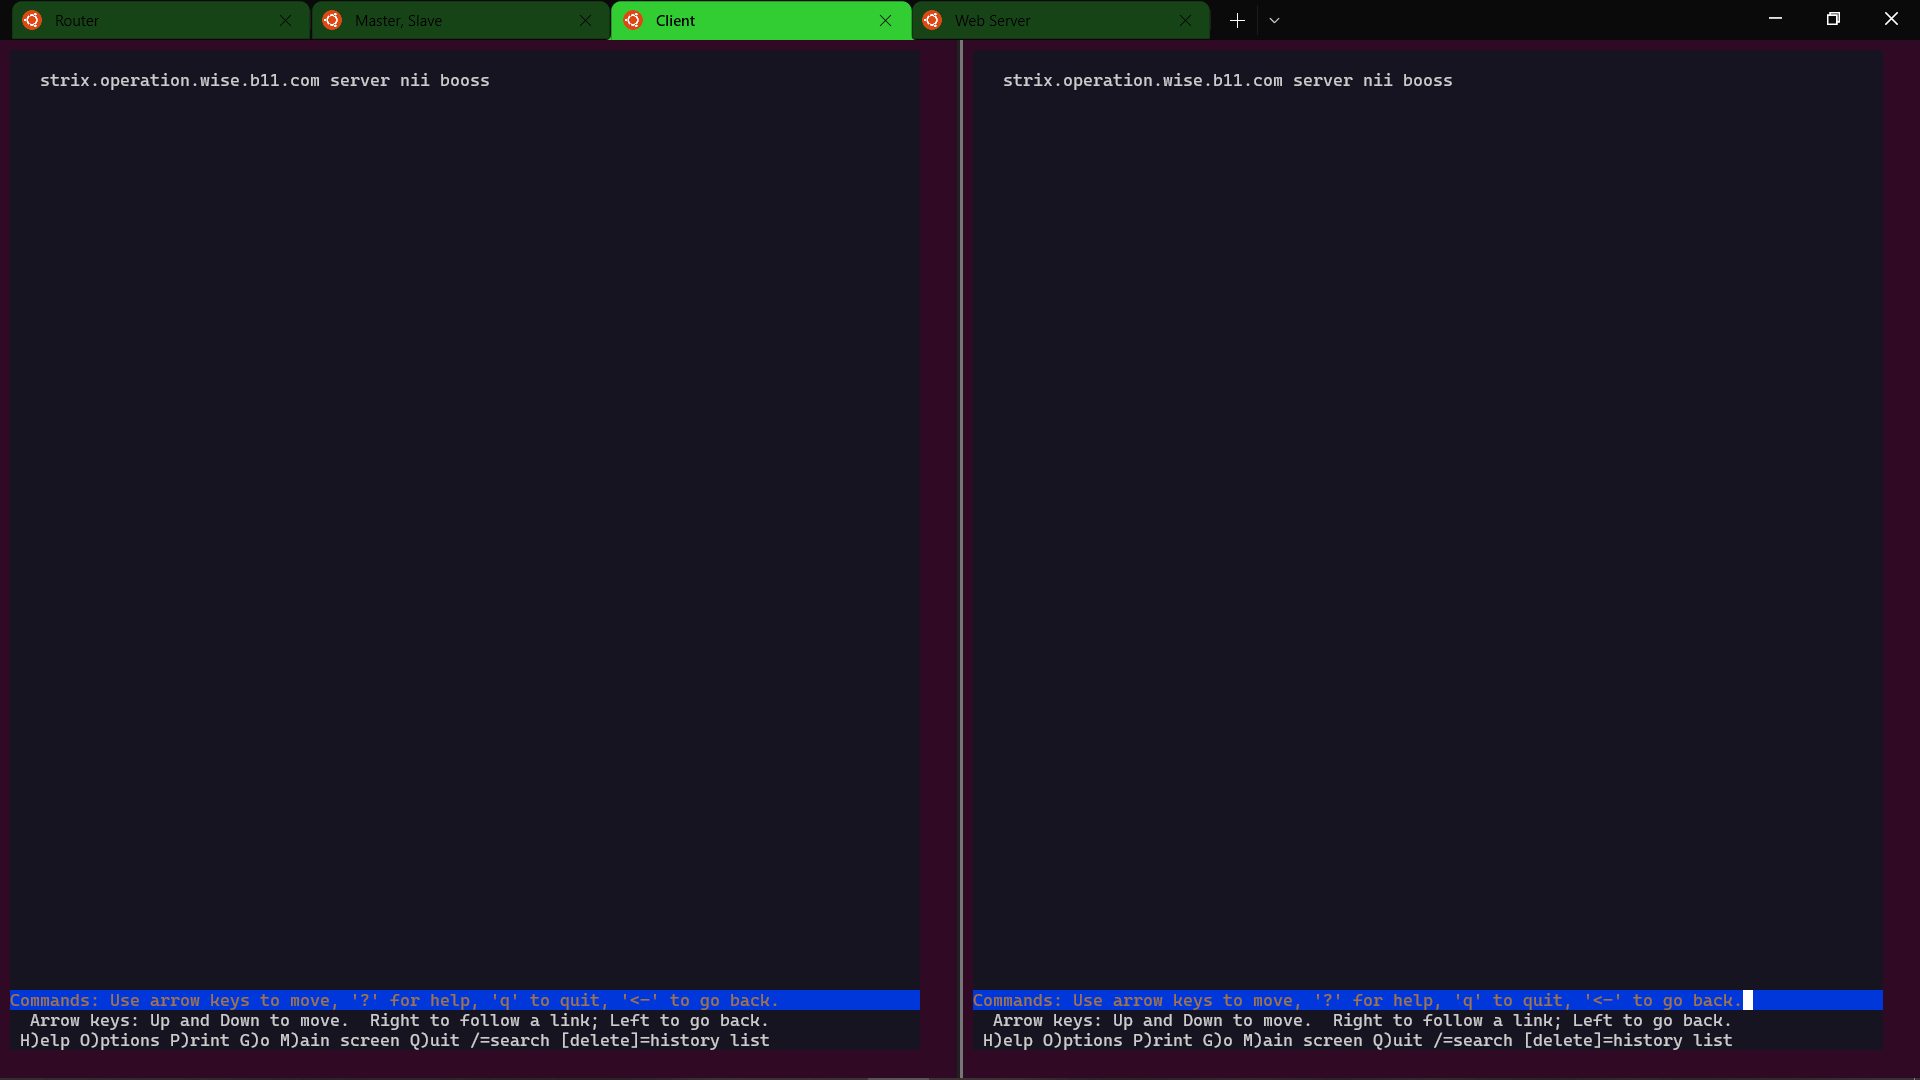 Router
Master, Slave
Client
Web Server
strix.operation.wise.b11.com server nii booss
Commands: Use arrow keys to move, '?' for help, 'q' to quit, '<-' to go back.
Arrow keys: Up and Down to move.  Right to follow a link; Left to go back.
H)elp O)ptions P)rint G)o M)ain screen Q)uit /=search [delete]=history list
strix.operation.wise.b11.com server nii booss
Commands: Use arrow keys to move, '?' for help, 'q' to quit, '<-' to go back.
Arrow keys: Up and Down to move.  Right to follow a link; Left to go back.
H)elp O)ptions P)rint G)o M)ain screen Q)uit /=search [delete]=history list